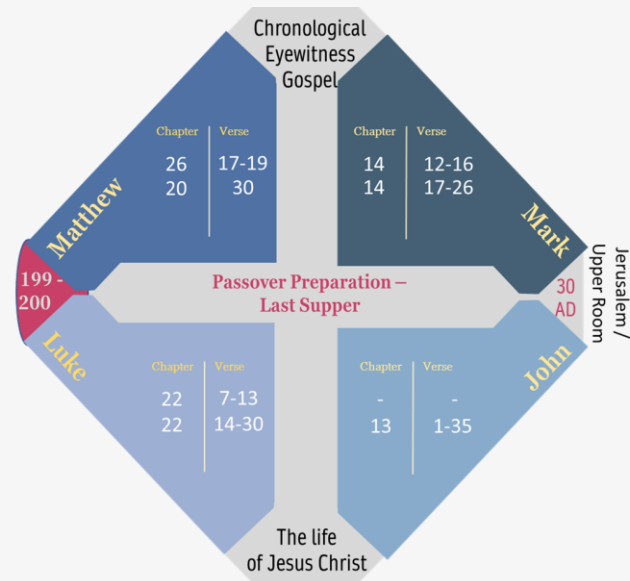 Chronological
Eyewitness
Gospel
Matthew
Chapter Verse
26 17-19
20 30
Mark
Chapter Verse
14 12-16
14 17-26
199 -
200
Passover Preparation –
Last Supper
30
AD
Jerusalem /
Upper Room
Luke
Chapter Verse
22 7-13
22 14-30
John
Chapter Verse
- -
13 1-35
The life
of Jesus Christ